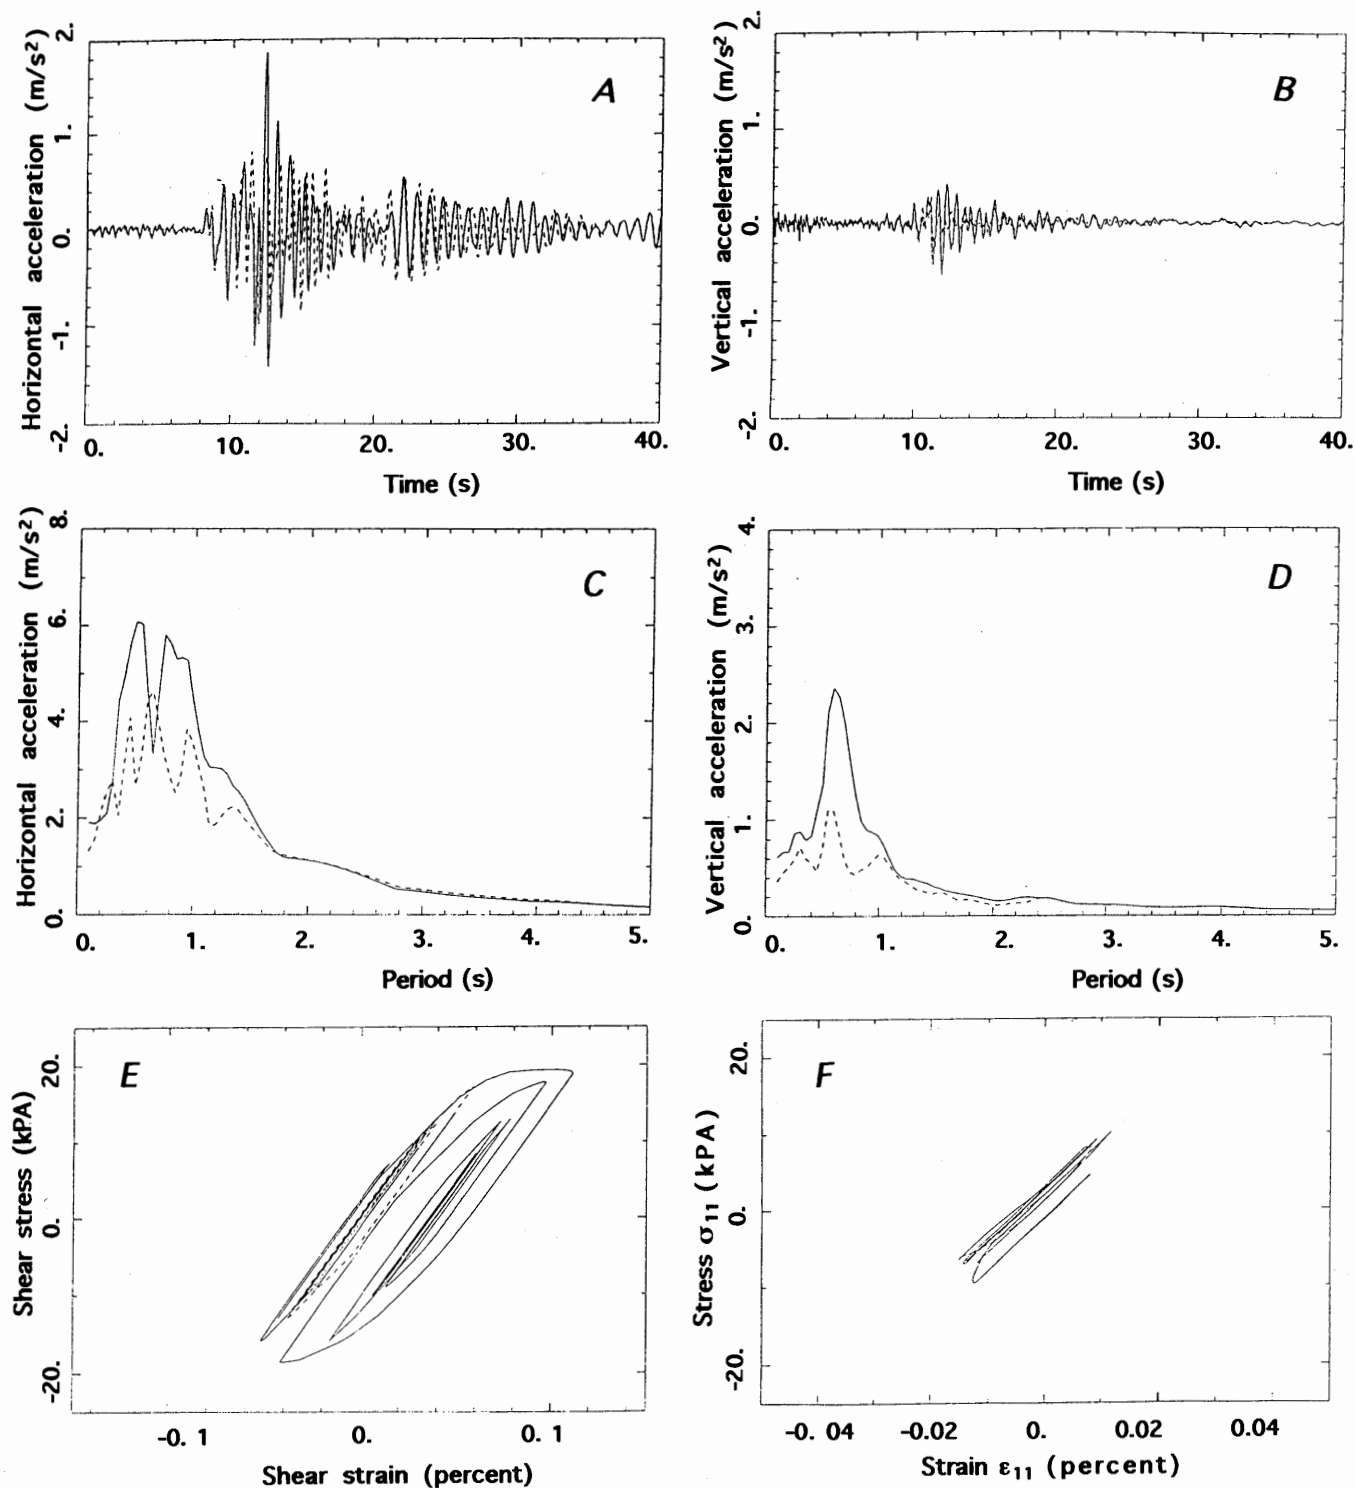 Horizontal acceleration (m/s²)
2.
1.
0.
-1.
-2.
A
0. 10. 20. 30. 40.
Time (s)
Vertical acceleration (m/s²)
2.
1.
0.
-1.
-2.
B
0. 10. 20. 30. 40.
Time (s)
Horizontal acceleration (m/s²)
8.
6.
4.
2.
0.
C
0. 1. 2. 3. 4. 5.
Period (s)
Vertical acceleration (m/s²)
4.
3.
2.
1.
0.
D
0. 1. 2. 3. 4. 5.
Period (s)
Shear stress (kPA)
20.
0.
-20.
E
-0. 1 0. 0. 1
Shear strain (percent)
Stress σ₁₁ (kPA)
20.
0.
-20.
F
-0. 04 -0.02 0. 0.02 0.04
Strain ε₁₁ (percent)